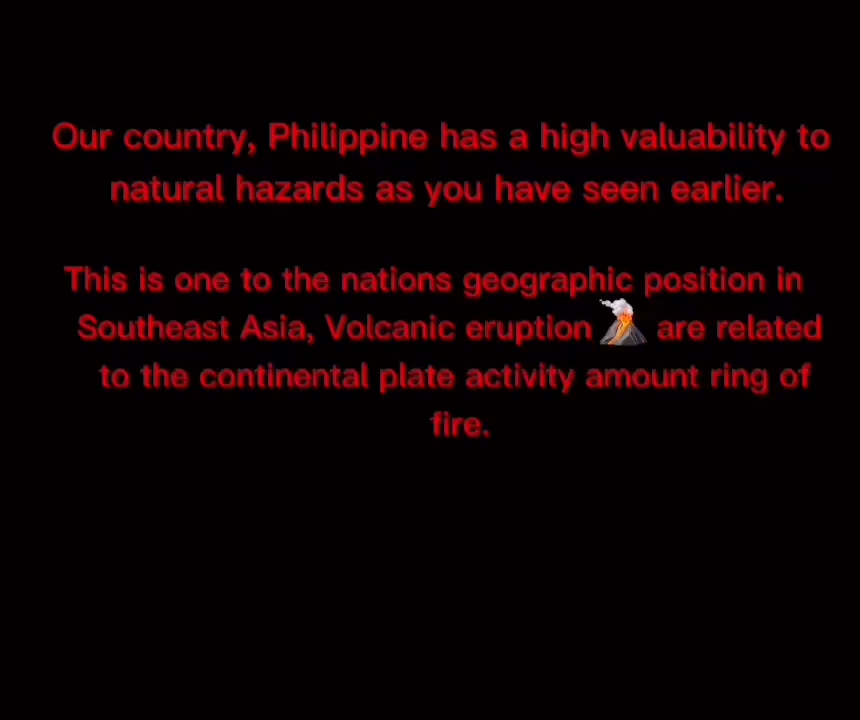 Our country, Philippine has a high valuability to
natural hazards as you have seen earlier.
This is one to the nations geographic position in
Southeast Asia, Volcanic eruption 🌋 are related
to the continental plate activity amount ring of
fire.